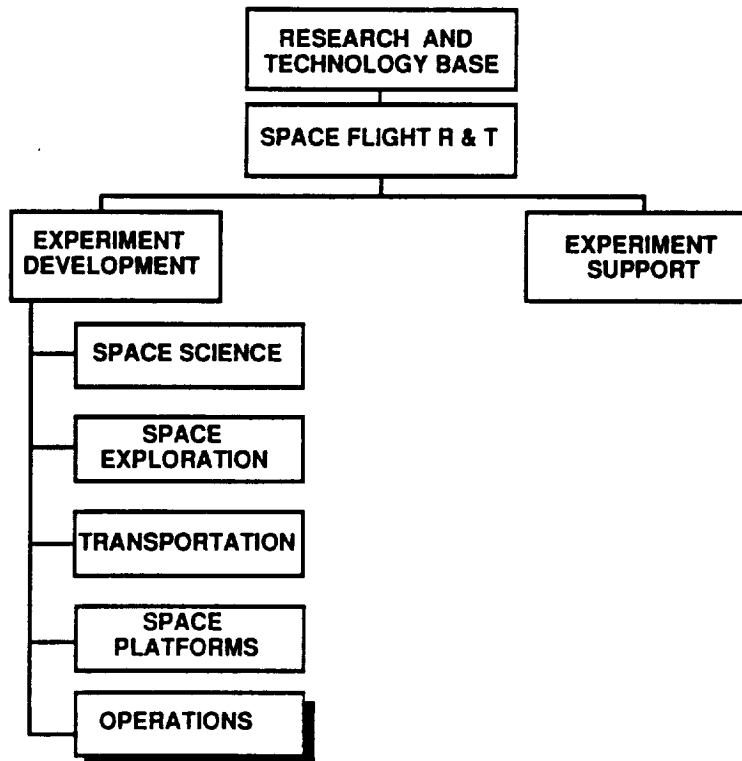 RESEARCH AND
TECHNOLOGY BASE
SPACE FLIGHT R & T
EXPERIMENT
DEVELOPMENT
EXPERIMENT
SUPPORT
SPACE SCIENCE
SPACE
EXPLORATION
TRANSPORTATION
SPACE
PLATFORMS
OPERATIONS